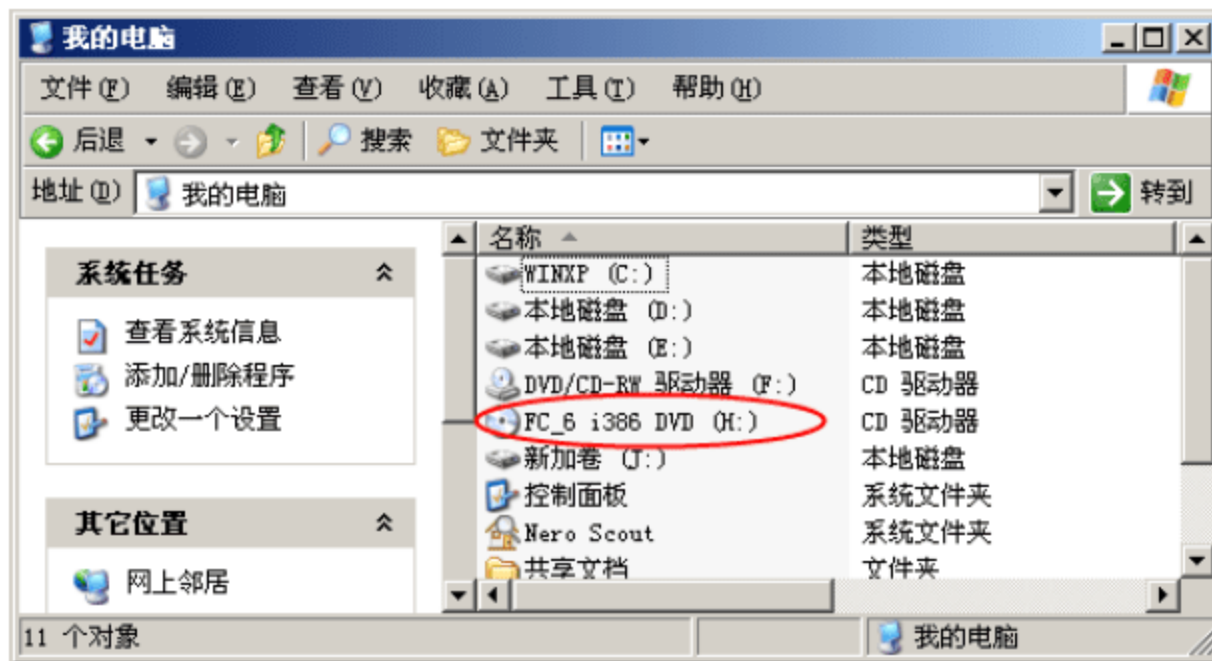 我的电脑
文件(F) 编辑(E) 查看(V) 收藏(A) 工具(T) 帮助(H)
后退 搜索 文件夹
地址(D) 我的电脑 转到
名称 类型
系统任务
查看系统信息
添加/删除程序
更改一个设置
其它位置
网上邻居
WINXP (C:) 本地磁盘
本地磁盘 (D:) 本地磁盘
本地磁盘 (E:) 本地磁盘
DVD/CD-RW 驱动器 (F:) CD 驱动器
FC_6 i386 DVD (H:) CD 驱动器
新加卷 (J:) 本地磁盘
控制面板 系统文件夹
Nero Scout 系统文件夹
共享文档 文件夹
11 个对象 我的电脑